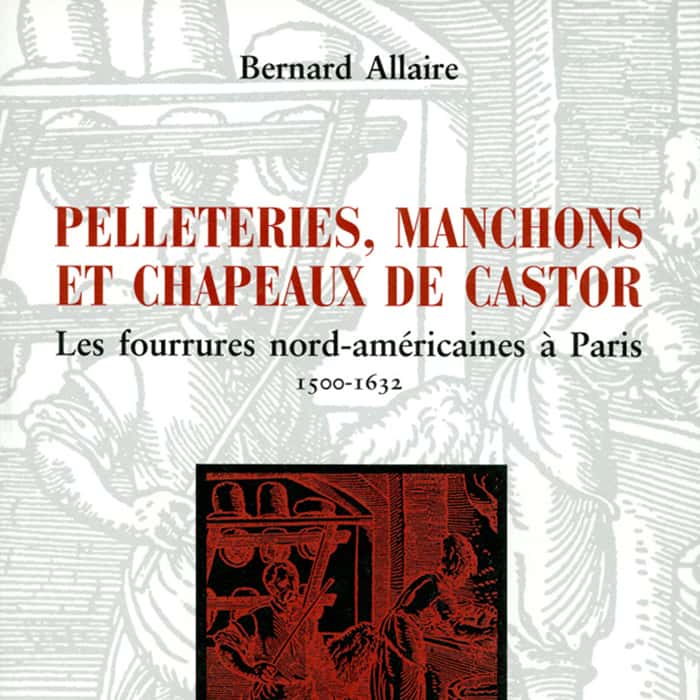 Bernard Allaire
PELLETERIES, MANCHONS
ET CHAPEAUX DE CASTOR
Les fourrures nord-américaines à Paris
1500-1632